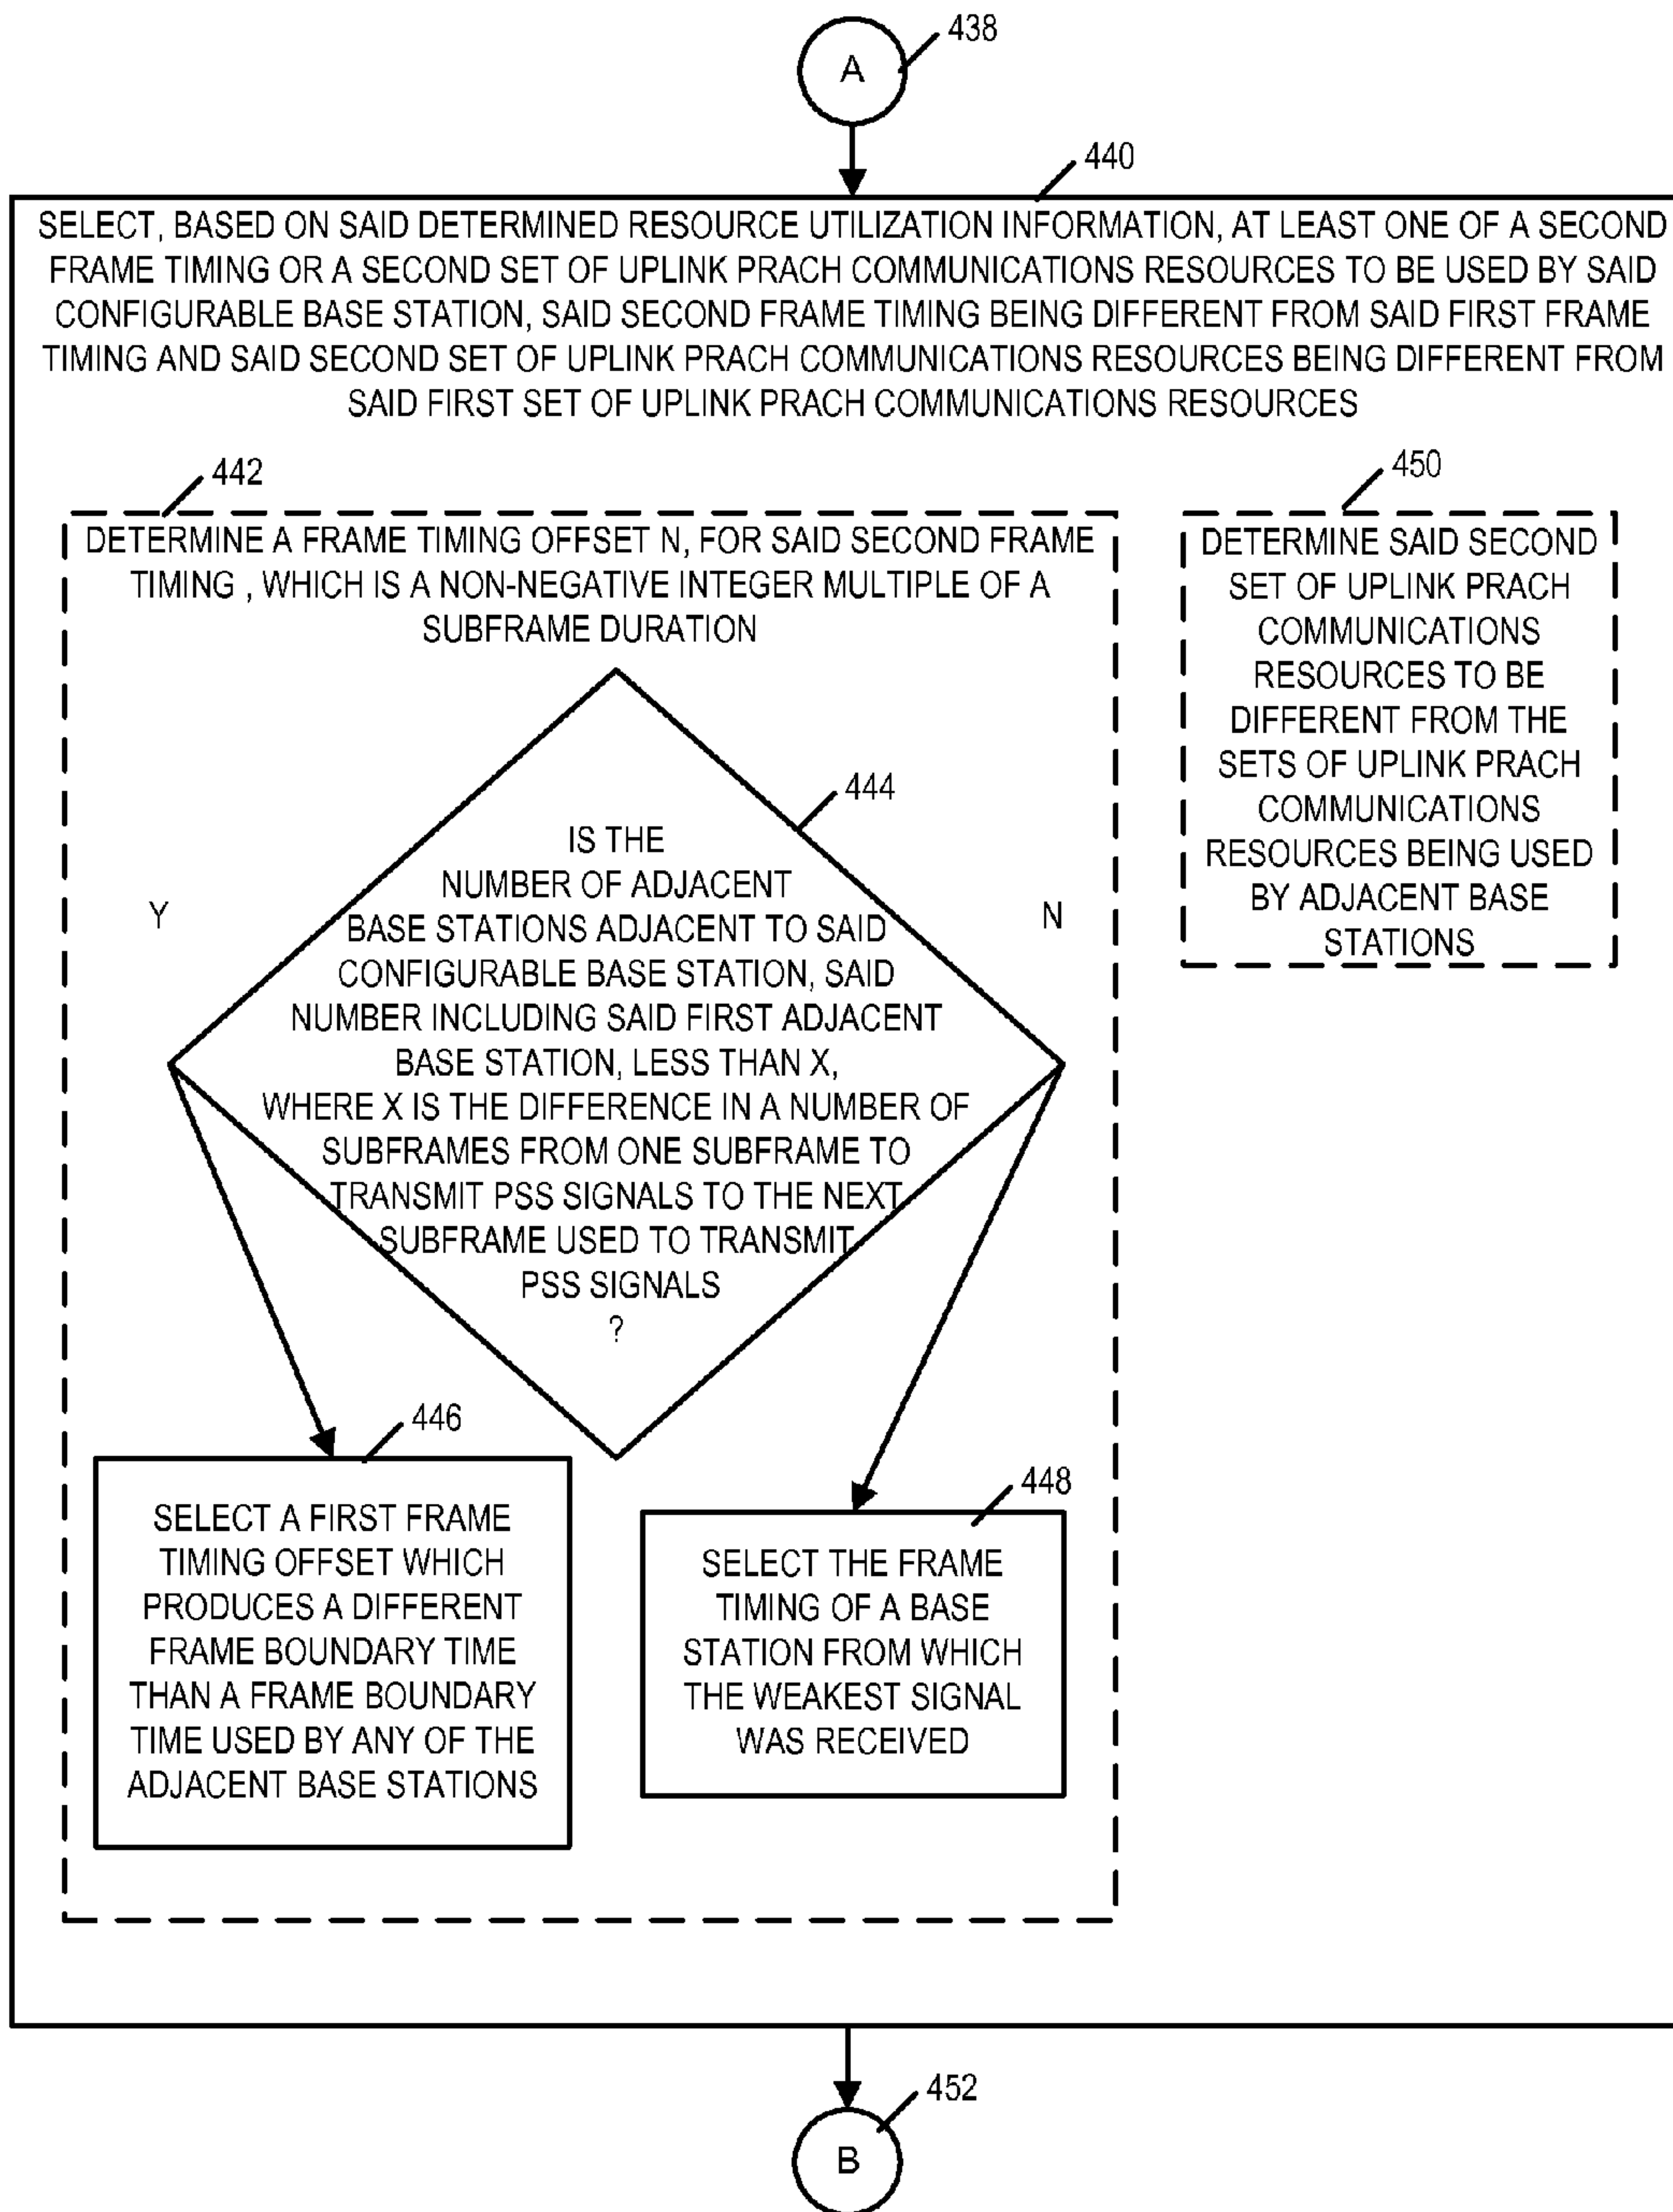 438
A
440
SELECT, BASED ON SAID DETERMINED RESOURCE UTILIZATION INFORMATION, AT LEAST ONE OF A SECOND
FRAME TIMING OR A SECOND SET OF UPLINK PRACH COMMUNICATIONS RESOURCES TO BE USED BY SAID
CONFIGURABLE BASE STATION, SAID SECOND FRAME TIMING BEING DIFFERENT FROM SAID FIRST FRAME
TIMING AND SAID SECOND SET OF UPLINK PRACH COMMUNICATIONS RESOURCES BEING DIFFERENT FROM
SAID FIRST SET OF UPLINK PRACH COMMUNICATIONS RESOURCES
442
DETERMINE A FRAME TIMING OFFSET N, FOR SAID SECOND FRAME
TIMING , WHICH IS A NON-NEGATIVE INTEGER MULTIPLE OF A
SUBFRAME DURATION
444
IS THE
NUMBER OF ADJACENT
BASE STATIONS ADJACENT TO SAID
CONFIGURABLE BASE STATION, SAID
NUMBER INCLUDING SAID FIRST ADJACENT
BASE STATION, LESS THAN X,
WHERE X IS THE DIFFERENCE IN A NUMBER OF
SUBFRAMES FROM ONE SUBFRAME TO
TRANSMIT PSS SIGNALS TO THE NEXT
SUBFRAME USED TO TRANSMIT
PSS SIGNALS
?
Y
N
446
SELECT A FIRST FRAME
TIMING OFFSET WHICH
PRODUCES A DIFFERENT
FRAME BOUNDARY TIME
THAN A FRAME BOUNDARY
TIME USED BY ANY OF THE
ADJACENT BASE STATIONS
448
SELECT THE FRAME
TIMING OF A BASE
STATION FROM WHICH
THE WEAKEST SIGNAL
WAS RECEIVED
450
DETERMINE SAID SECOND
SET OF UPLINK PRACH
COMMUNICATIONS
RESOURCES TO BE
DIFFERENT FROM THE
SETS OF UPLINK PRACH
COMMUNICATIONS
RESOURCES BEING USED
BY ADJACENT BASE
STATIONS
452
B